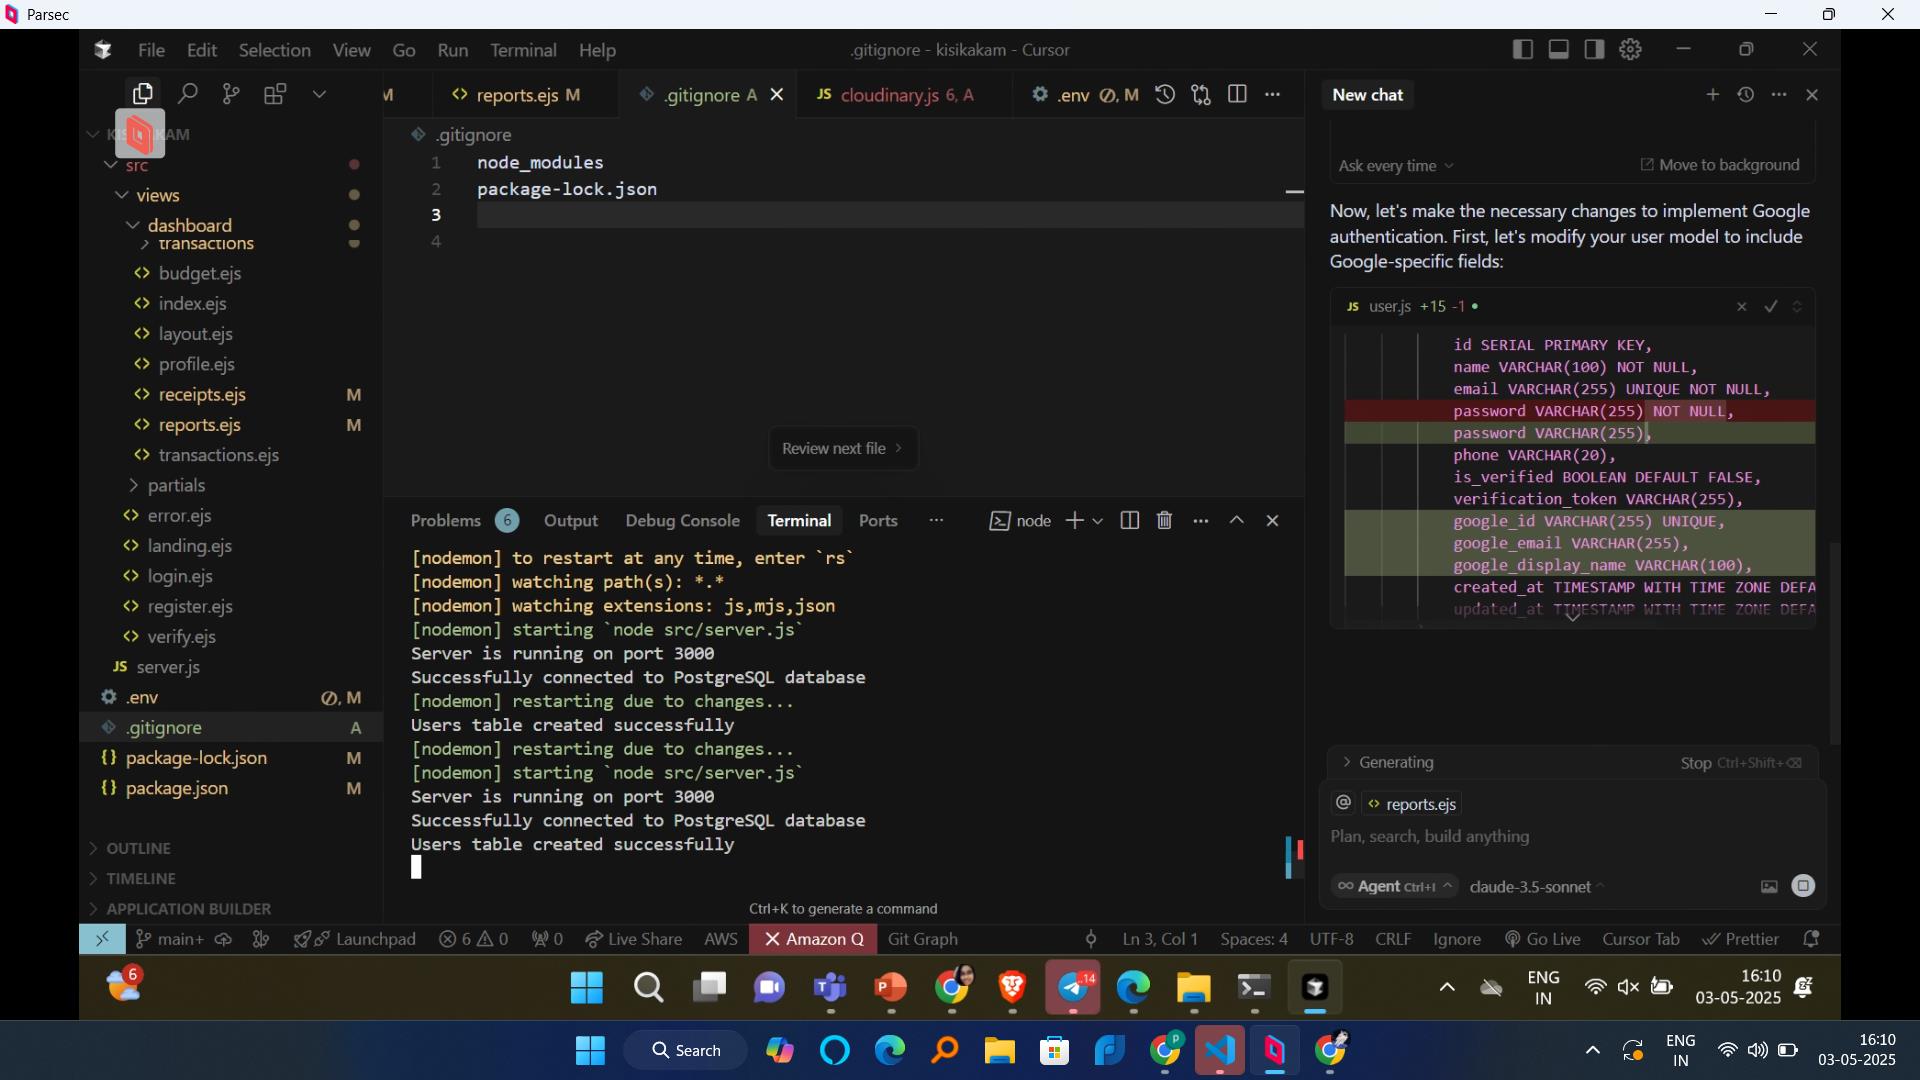 Parsec
File Edit Selection View Go Run Terminal Help
.gitignore - kisikakam - Cursor
M
reports.ejs M
.gitignore A
JS cloudinary.js 6, A
.env M
New chat
.gitignore
1 node_modules
2 package-lock.json
3
4
Review next file
AM
src
views
dashboard
transactions
budget.ejs
index.ejs
layout.ejs
profile.ejs
receipts.ejs M
reports.ejs M
transactions.ejs
partials
error.ejs
landing.ejs
login.ejs
register.ejs
verify.ejs
JS server.js
.env , M
.gitignore A
{} package-lock.json M
{} package.json M
OUTLINE
TIMELINE
APPLICATION BUILDER
Problems 6 Output Debug Console Terminal Ports ... node
[nodemon] to restart at any time, enter `rs`
[nodemon] watching path(s): *.*
[nodemon] watching extensions: js,mjs,json
[nodemon] starting `node src/server.js`
Server is running on port 3000
Successfully connected to PostgreSQL database
[nodemon] restarting due to changes...
Users table created successfully
[nodemon] restarting due to changes...
[nodemon] starting `node src/server.js`
Server is running on port 3000
Successfully connected to PostgreSQL database
Users table created successfully
Ctrl+K to generate a command
Ask every time Move to background
Now, let's make the necessary changes to implement Google
authentication. First, let's modify your user model to include
Google-specific fields:
JS user.js +15 -1
id SERIAL PRIMARY KEY,
name VARCHAR(100) NOT NULL,
email VARCHAR(255) UNIQUE NOT NULL,
password VARCHAR(255) NOT NULL,
password VARCHAR(255),
phone VARCHAR(20),
is_verified BOOLEAN DEFAULT FALSE,
verification_token VARCHAR(255),
google_id VARCHAR(255) UNIQUE,
google_email VARCHAR(255),
google_display_name VARCHAR(100),
created_at TIMESTAMP WITH TIME ZONE DEFA
updated_at TIMESTAMP WITH TIME ZONE DEFA
Generating Stop Ctrl+Shift+
@ reports.ejs
Plan, search, build anything
Agent Ctrl+I claude-3.5-sonnet
main+ Launchpad 6 0 0 Live Share AWS Amazon Q Git Graph Ln 3, Col 1 Spaces: 4 UTF-8 CRLF Ignore Go Live Cursor Tab Prettier
6
14
ENG
IN
16:10
03-05-2025
Search
P
ENG
IN
16:10
03-05-2025